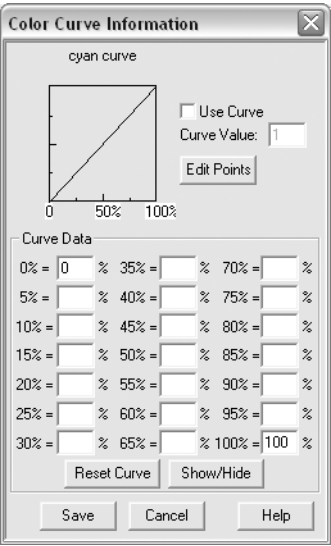 Color Curve Information
cyan curve
Use Curve
Curve Value: 1
Edit Points
0 50% 100%
Curve Data
0% = 0 % 35% = % 70% = %
5% = % 40% = % 75% = %
10% = % 45% = % 80% = %
15% = % 50% = % 85% = %
20% = % 55% = % 90% = %
25% = % 60% = % 95% = %
30% = % 65% = % 100% = 100 %
Reset Curve Show/Hide
Save Cancel Help